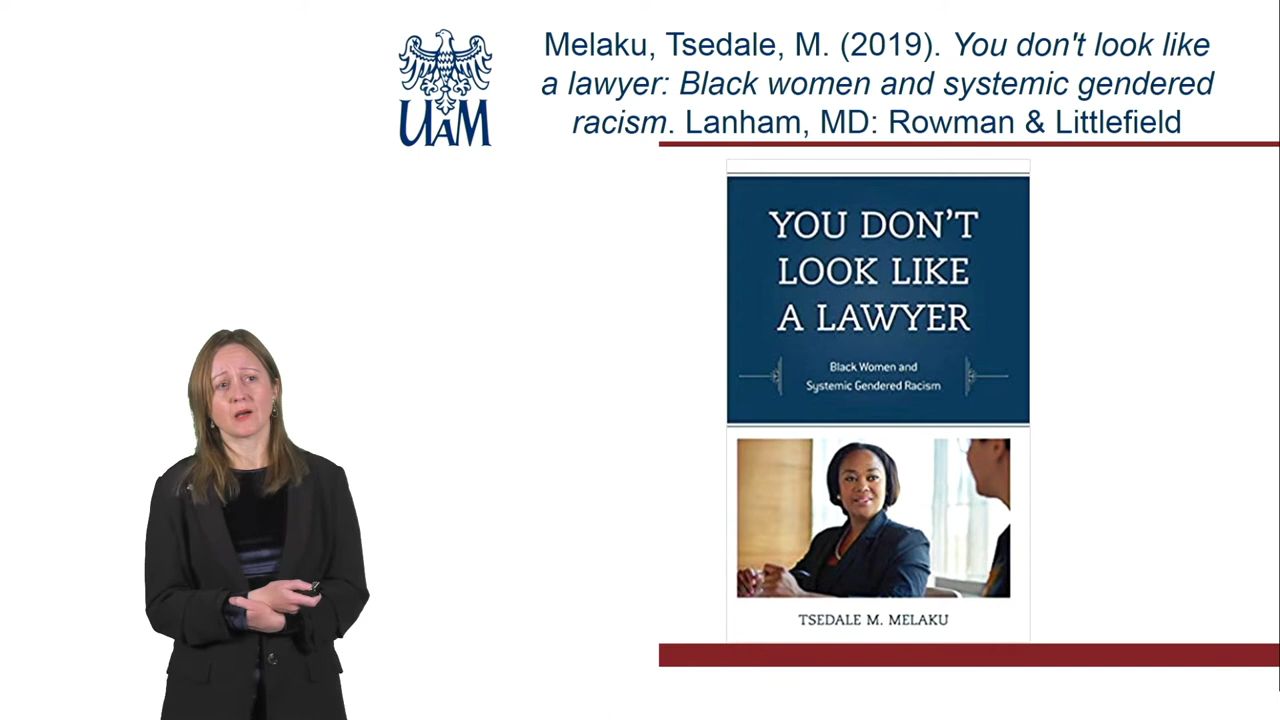 UAM
Melaku, Tsedale, M. (2019). You don't look like
a lawyer: Black women and systemic gendered
racism. Lanham, MD: Rowman & Littlefield
YOU DON'T
LOOK LIKE
A LAWYER
Black Women and
Systemic Gendered Racism
TSEDALE M. MELAKU